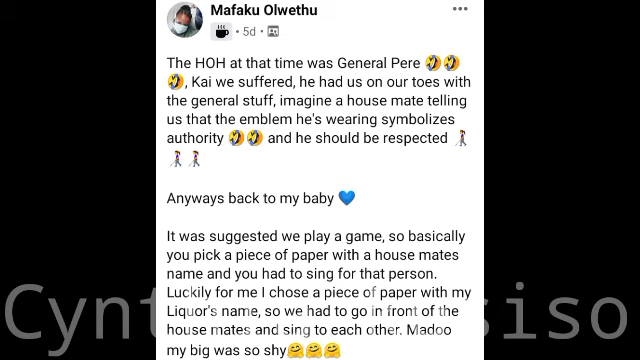 Mafaku Olwethu
5d
The HOH at that time was General Pere 🤣🤣
🤣, Kai we suffered, he had us on our toes with
the general stuff, imagine a house mate telling
us that the emblem he's wearing symbolizes
authority 🤣🤣 and he should be respected 👩‍🦯
👩‍🦯👩‍🦯
Anyways back to my baby 💙
It was suggested we play a game, so basically
you pick a piece of paper with a house mates
name and you had to sing for that person.
Luckily for me I chose a piece of paper with my
Liquor's name, so we had to go in front of the
house mates and sing to each other. Madoo
my big was so shy🤗🤗🤗